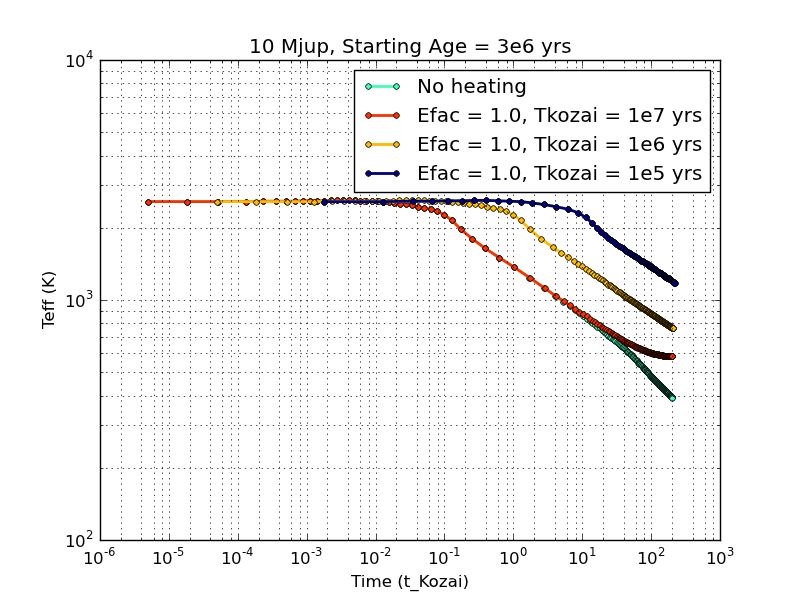 10 Mjup, Starting Age = 3e6 yrs
No heating
Efac = 1.0, Tkozai = 1e7 yrs
Efac = 1.0, Tkozai = 1e6 yrs
Efac = 1.0, Tkozai = 1e5 yrs
Teff (K)
10^4
10^3
10^2
10^-6 10^-5 10^-4 10^-3 10^-2 10^-1 10^0 10^1 10^2 10^3
Time (t_Kozai)